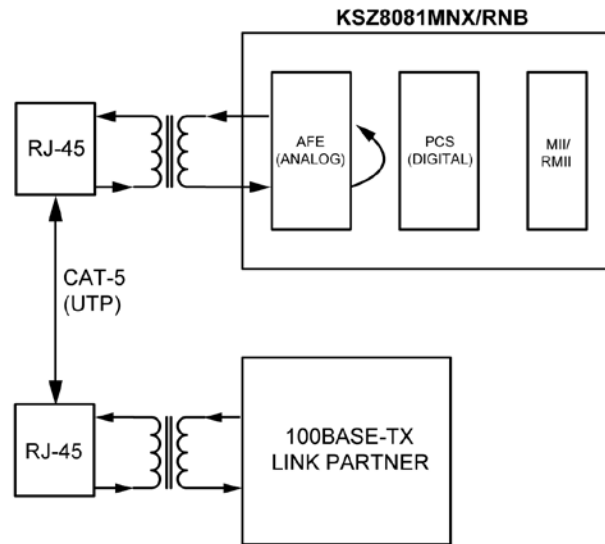 KSZ8081MNX/RNB
RJ-45
AFE
(ANALOG)
PCS
(DIGITAL)
MII/
RMII
CAT-5
(UTP)
RJ-45
100BASE-TX
LINK PARTNER